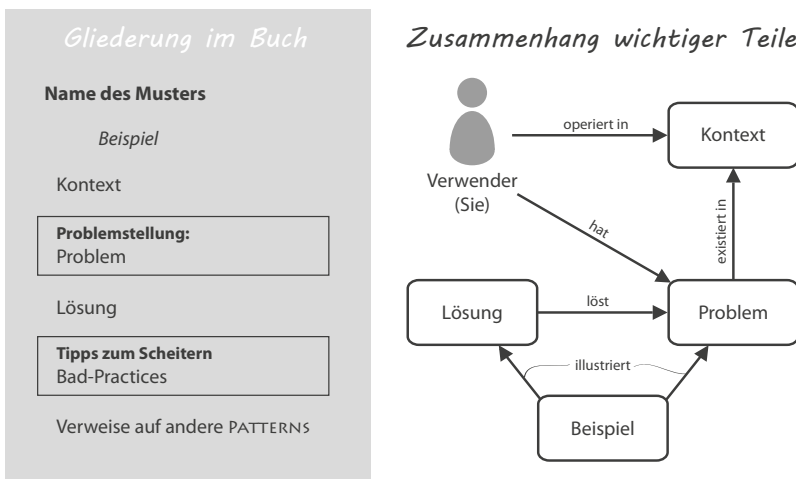 Gliederung im Buch
Name des Musters
Beispiel
Kontext
Problemstellung:
Problem
Lösung
Tipps zum Scheitern
Bad-Practices
Verweise auf andere PATTERNS
Zusammenhang wichtiger Teile
operiert in
Kontext
Verwender
(Sie)
hat
existiert in
Lösung
löst
Problem
illustriert
Beispiel